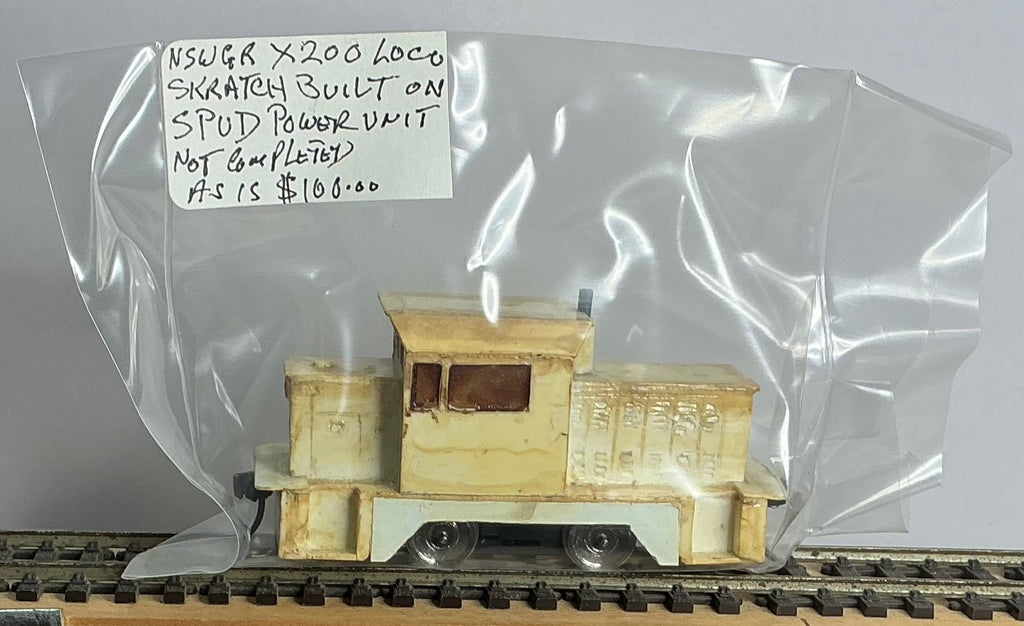 NSWGR X200 LOCO
SKRATCH BUILT ON
SPUD POWER UNIT
NOT COMPLETED
AS IS $100.00